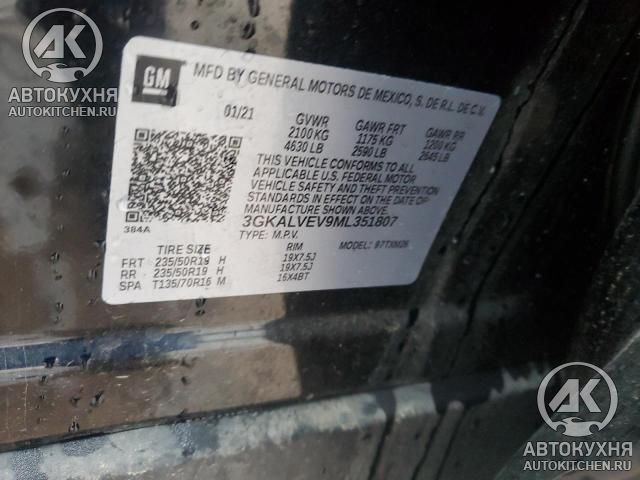 АК
АВТОКУХНЯ
AUTOKITCHEN.RU
GM
MFD BY GENERAL MOTORS DE MEXICO, S. DE R.L. DE C.V.
01/21 GVWR GAWR FRT GAWR RR
2100 KG 1175 KG 1200 KG
4630 LB 2590 LB 2645 LB
THIS VEHICLE CONFORMS TO ALL
APPLICABLE U.S. FEDERAL MOTOR
VEHICLE SAFETY AND THEFT PREVENTION
STANDARDS IN EFFECT ON THE DATE OF
MANUFACTURE SHOWN ABOVE.
384A
3GKALVEV9ML351807
TYPE: M.P.V. MODEL:
TIRE SIZE RIM
FRT 235/50R19 H 19X7.5J
RR 235/50R19 H 19X7.5J
SPA T135/70R16 M 16X4BT
АК
АВТОКУХНЯ
AUTOKITCHEN.RU